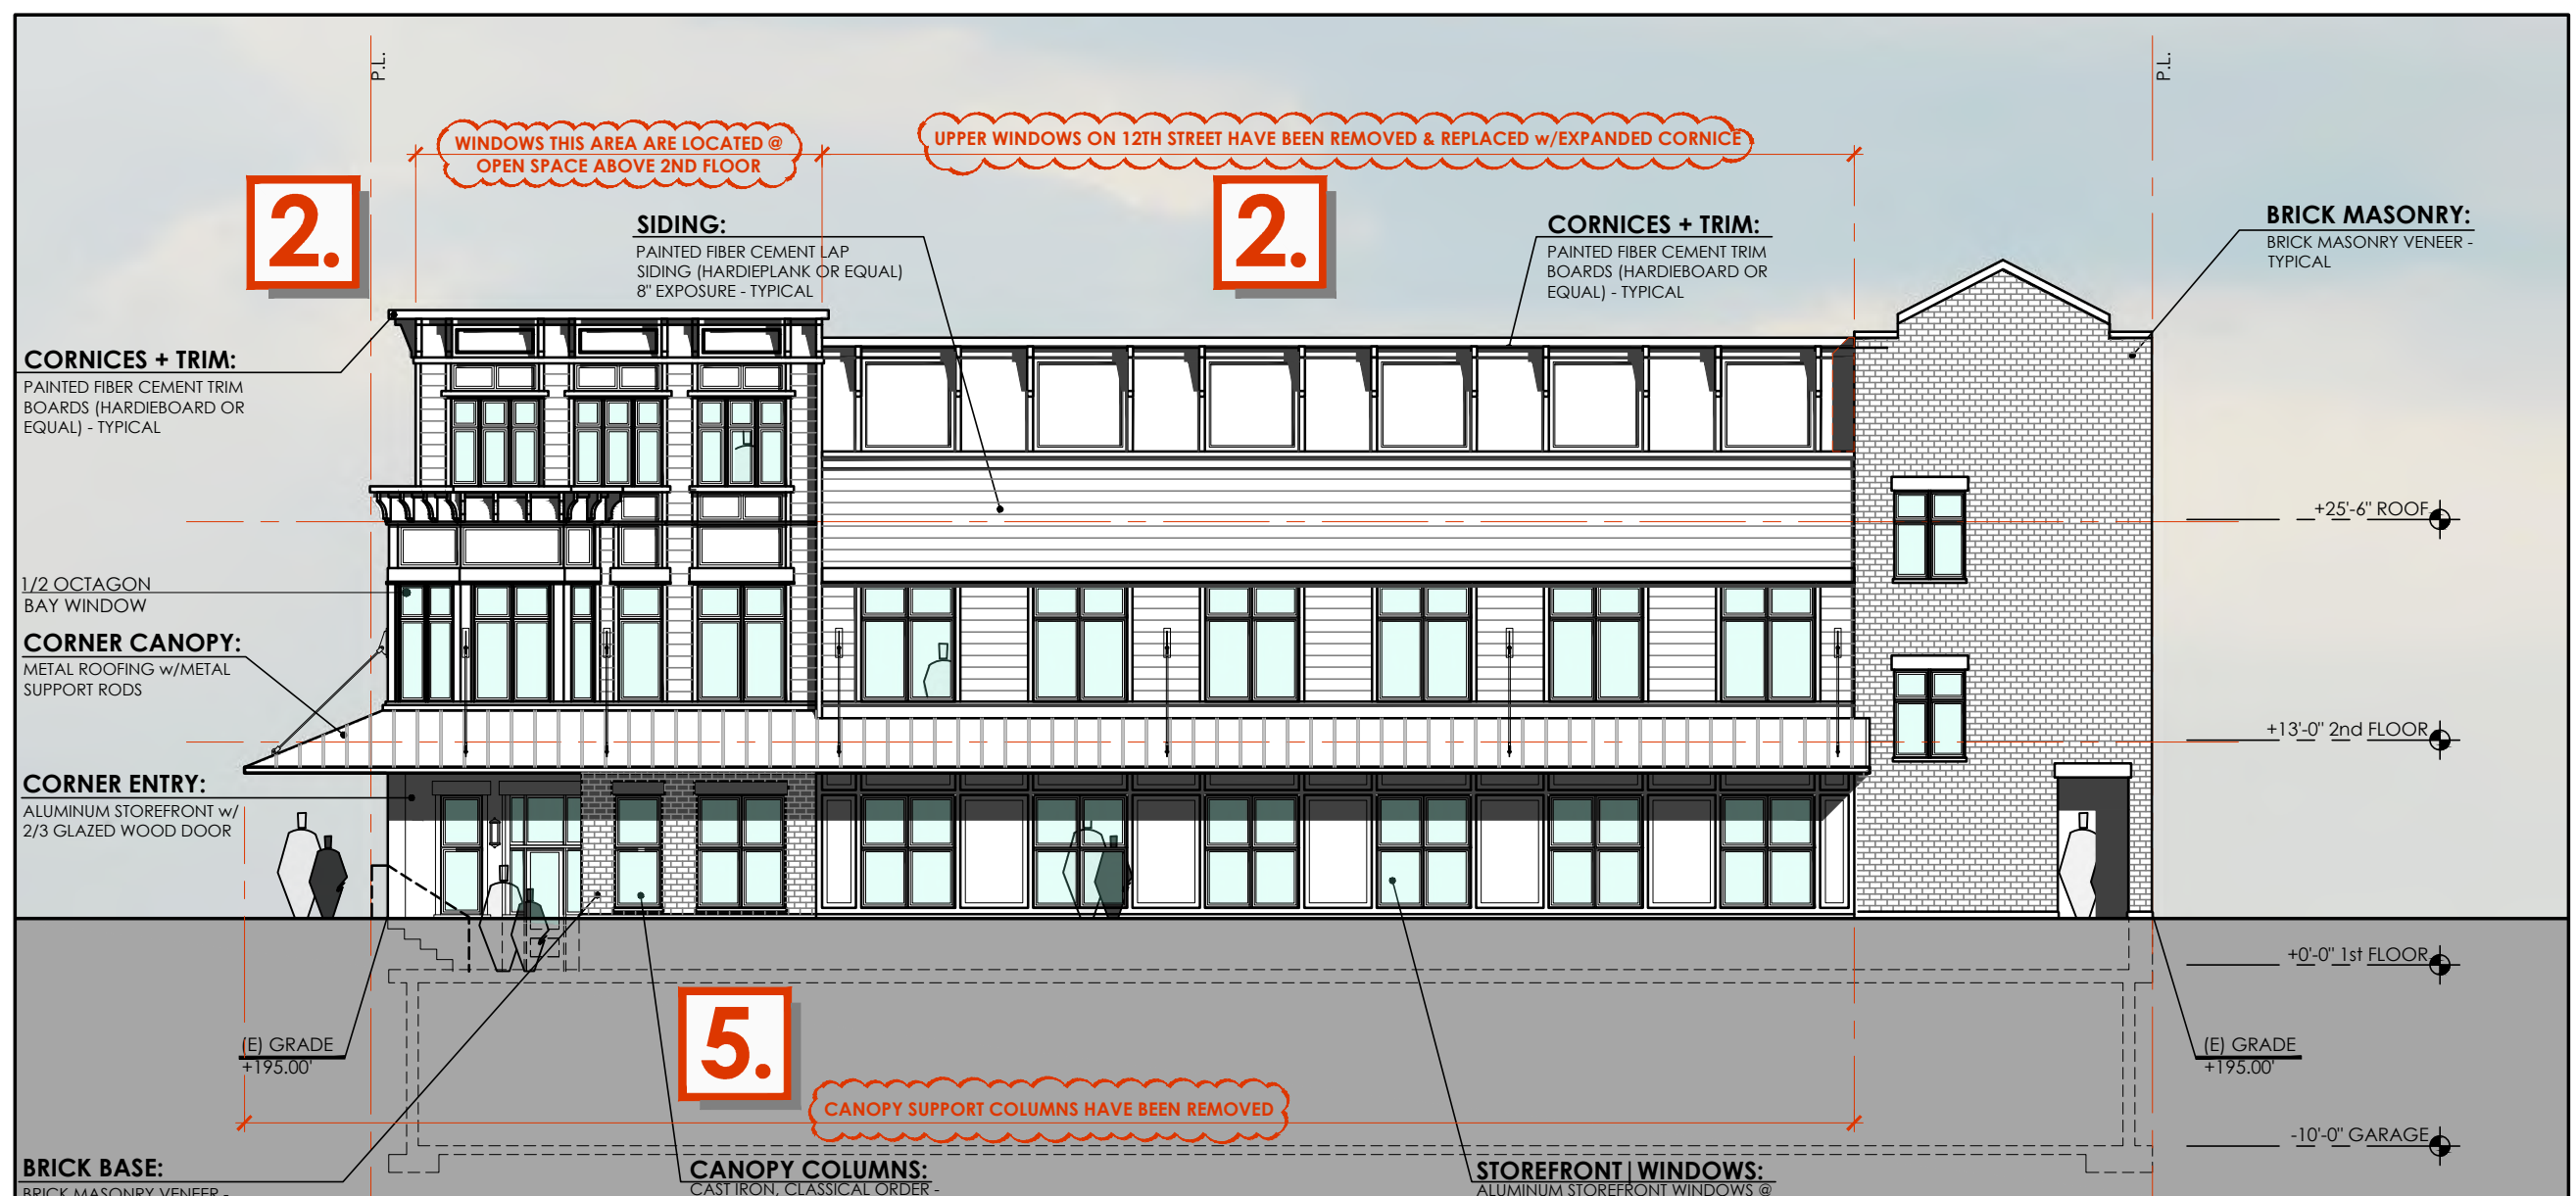 P.L.
P.L.
WINDOWS THIS AREA ARE LOCATED @
OPEN SPACE ABOVE 2ND FLOOR
UPPER WINDOWS ON 12TH STREET HAVE BEEN REMOVED & REPLACED w/EXPANDED CORNICE
2.
2.
SIDING:
PAINTED FIBER CEMENT LAP
SIDING (HARDIEPLANK OR EQUAL)
8" EXPOSURE - TYPICAL
CORNICES + TRIM:
PAINTED FIBER CEMENT TRIM
BOARDS (HARDIEBOARD OR
EQUAL) - TYPICAL
BRICK MASONRY:
BRICK MASONRY VENEER -
TYPICAL
CORNICES + TRIM:
PAINTED FIBER CEMENT TRIM
BOARDS (HARDIEBOARD OR
EQUAL) - TYPICAL
+25'-6" ROOF
1/2 OCTAGON
BAY WINDOW
CORNER CANOPY:
METAL ROOFING w/METAL
SUPPORT RODS
+13'-0" 2nd FLOOR
CORNER ENTRY:
ALUMINUM STOREFRONT w/
2/3 GLAZED WOOD DOOR
+0'-0" 1st FLOOR
(E) GRADE
+195.00'
5.
(E) GRADE
+195.00'
CANOPY SUPPORT COLUMNS HAVE BEEN REMOVED
-10'-0" GARAGE
BRICK BASE:
BRICK MASONRY VENEER -
CANOPY COLUMNS:
CAST IRON, CLASSICAL ORDER -
STOREFRONT|WINDOWS:
ALUMINUM STOREFRONT WINDOWS @